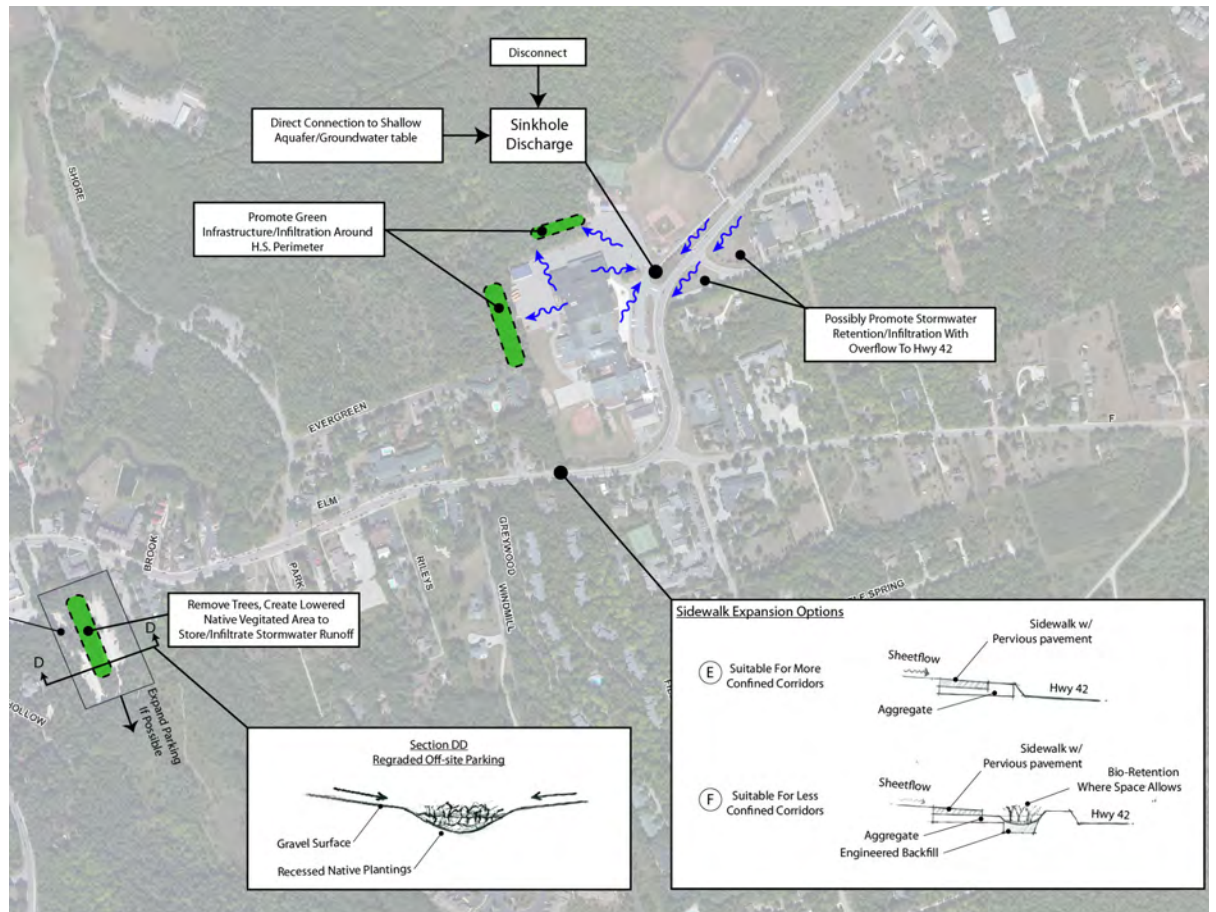 Disconnect
Direct Connection to Shallow
Aquafer/Groundwater table
Sinkhole
Discharge
SHORE
Promote Green
Infrastructure/Infiltration Around
H.S. Perimeter
Possibly Promote Stormwater
Retention/Infiltration With
Overflow To Hwy 42
EVERGREEN
F
ELM
BROOK
PARK
RILEYS
GREYWOOD
WINDMILL
Remove Trees, Create Lowered
Native Vegitated Area to
Store/Infiltrate Stormwater Runoff
D
D
HOLLOW
Expand Parking
If Possible
Section DD
Regraded Off-site Parking
Gravel Surface
Recessed Native Plantings
SPRING
Sidewalk Expansion Options
E
Suitable For More
Confined Corridors
Sidewalk w/
Pervious pavement
Sheetflow
Hwy 42
Aggregate
F
Suitable For Less
Confined Corridors
Sidewalk w/
Pervious pavement
Bio-Retention
Where Space Allows
Sheetflow
Hwy 42
Aggregate
Engineered Backfill